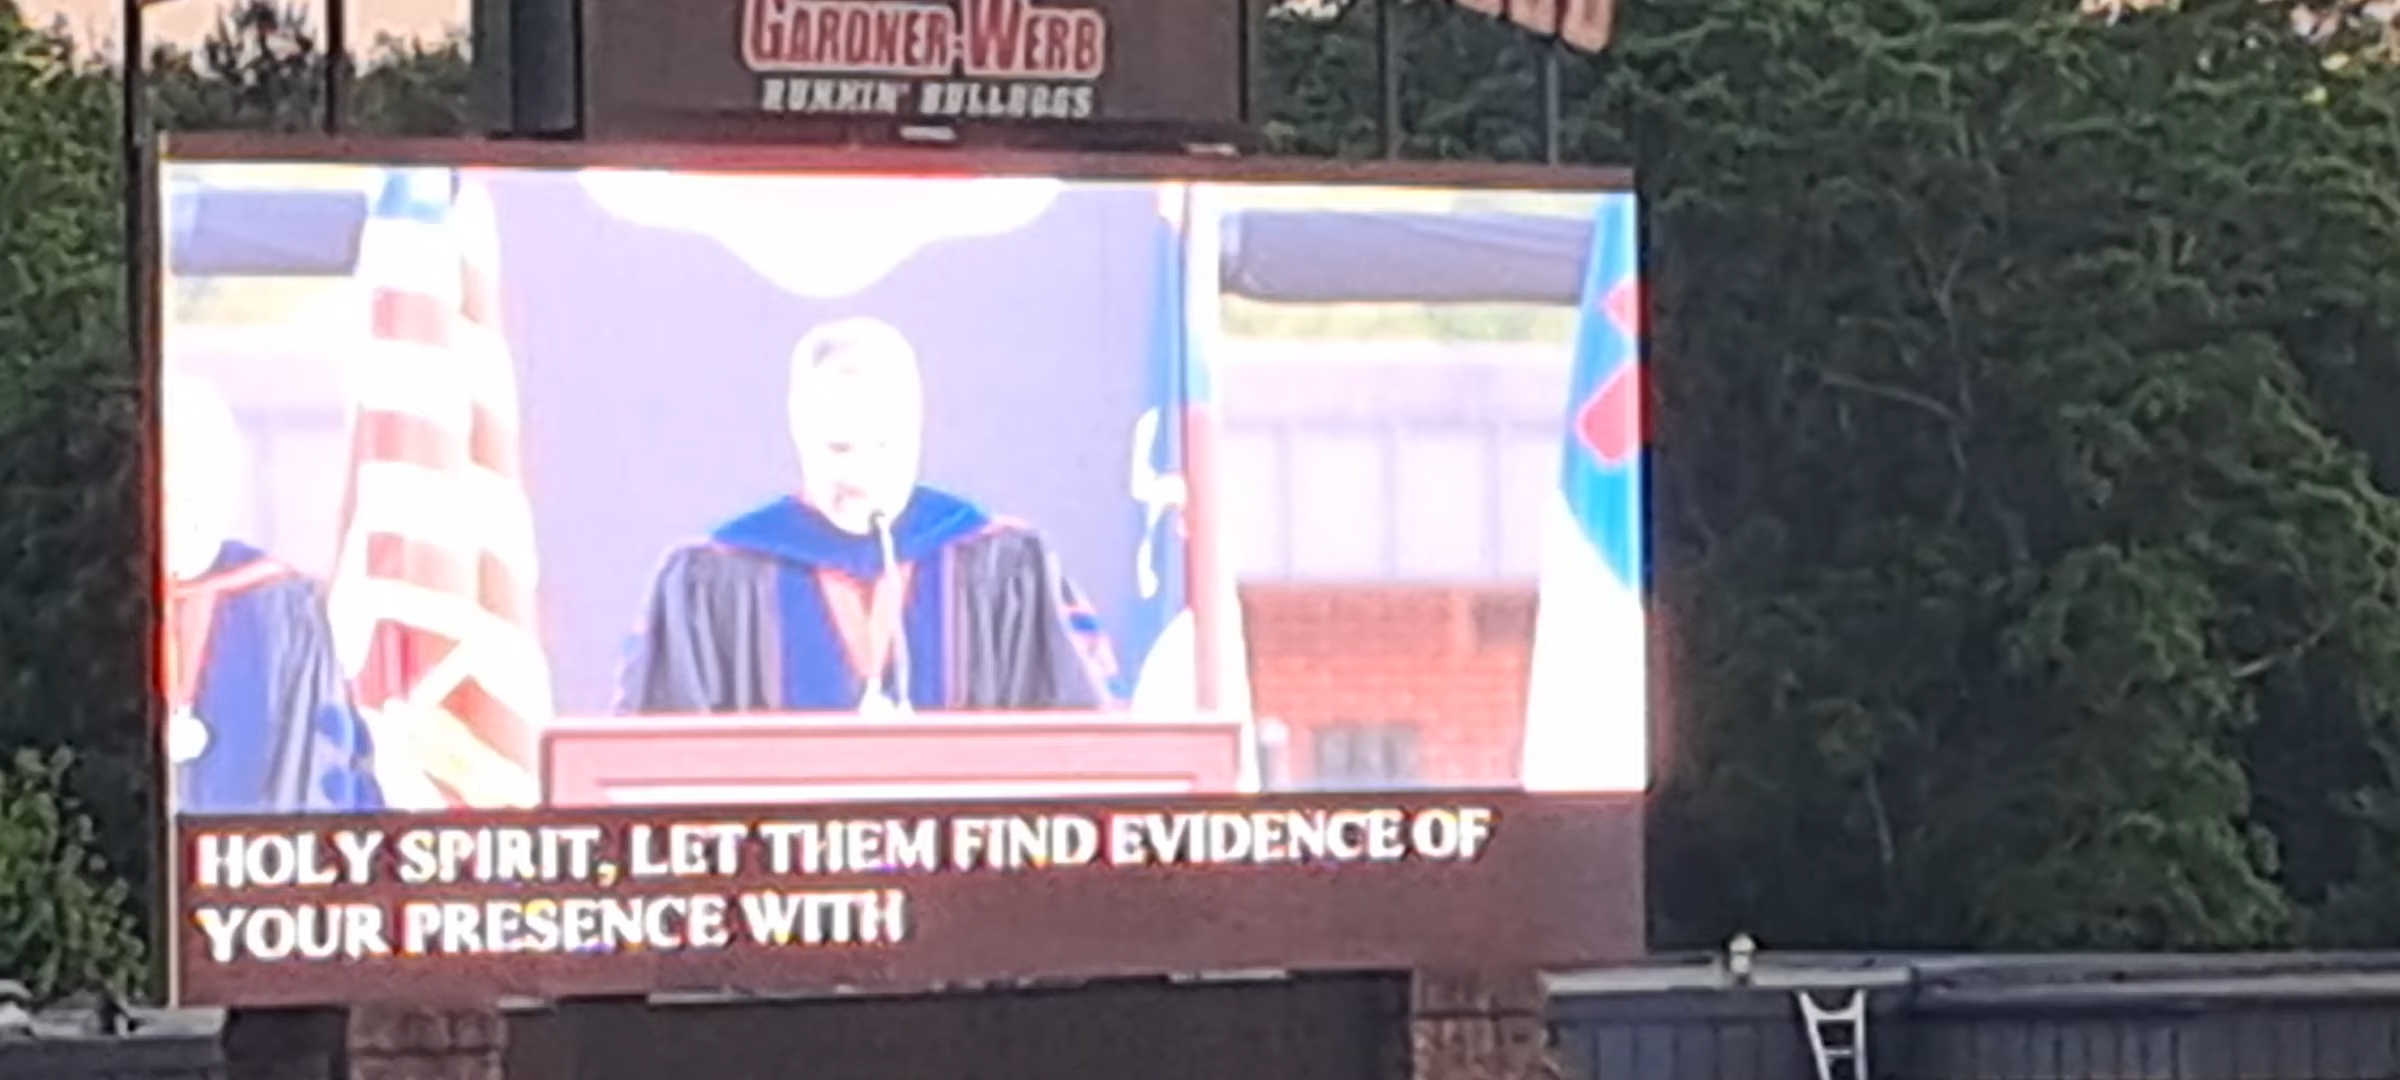 GARDNER-WEBB
RUNNIN' BULLDOGS
HOLY SPIRIT, LET THEM FIND EVIDENCE OF
YOUR PRESENCE WITH